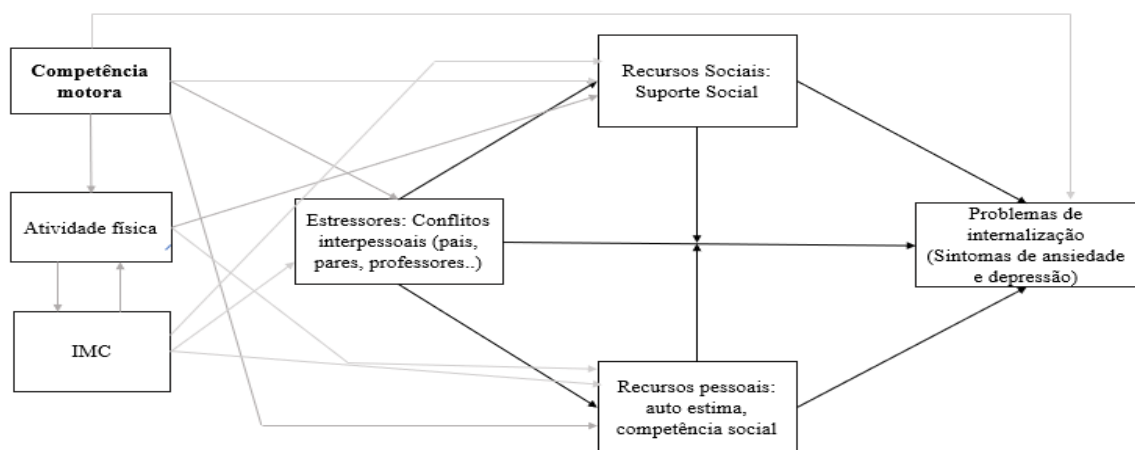 Competência
motora
Recursos Sociais:
Suporte Social
Atividade física
Estressores: Conflitos
interpessoais (pais,
pares, professores..)
Problemas de
internalização
(Sintomas de ansiedade
e depressão)
IMC
Recursos pessoais:
auto estima,
competência social